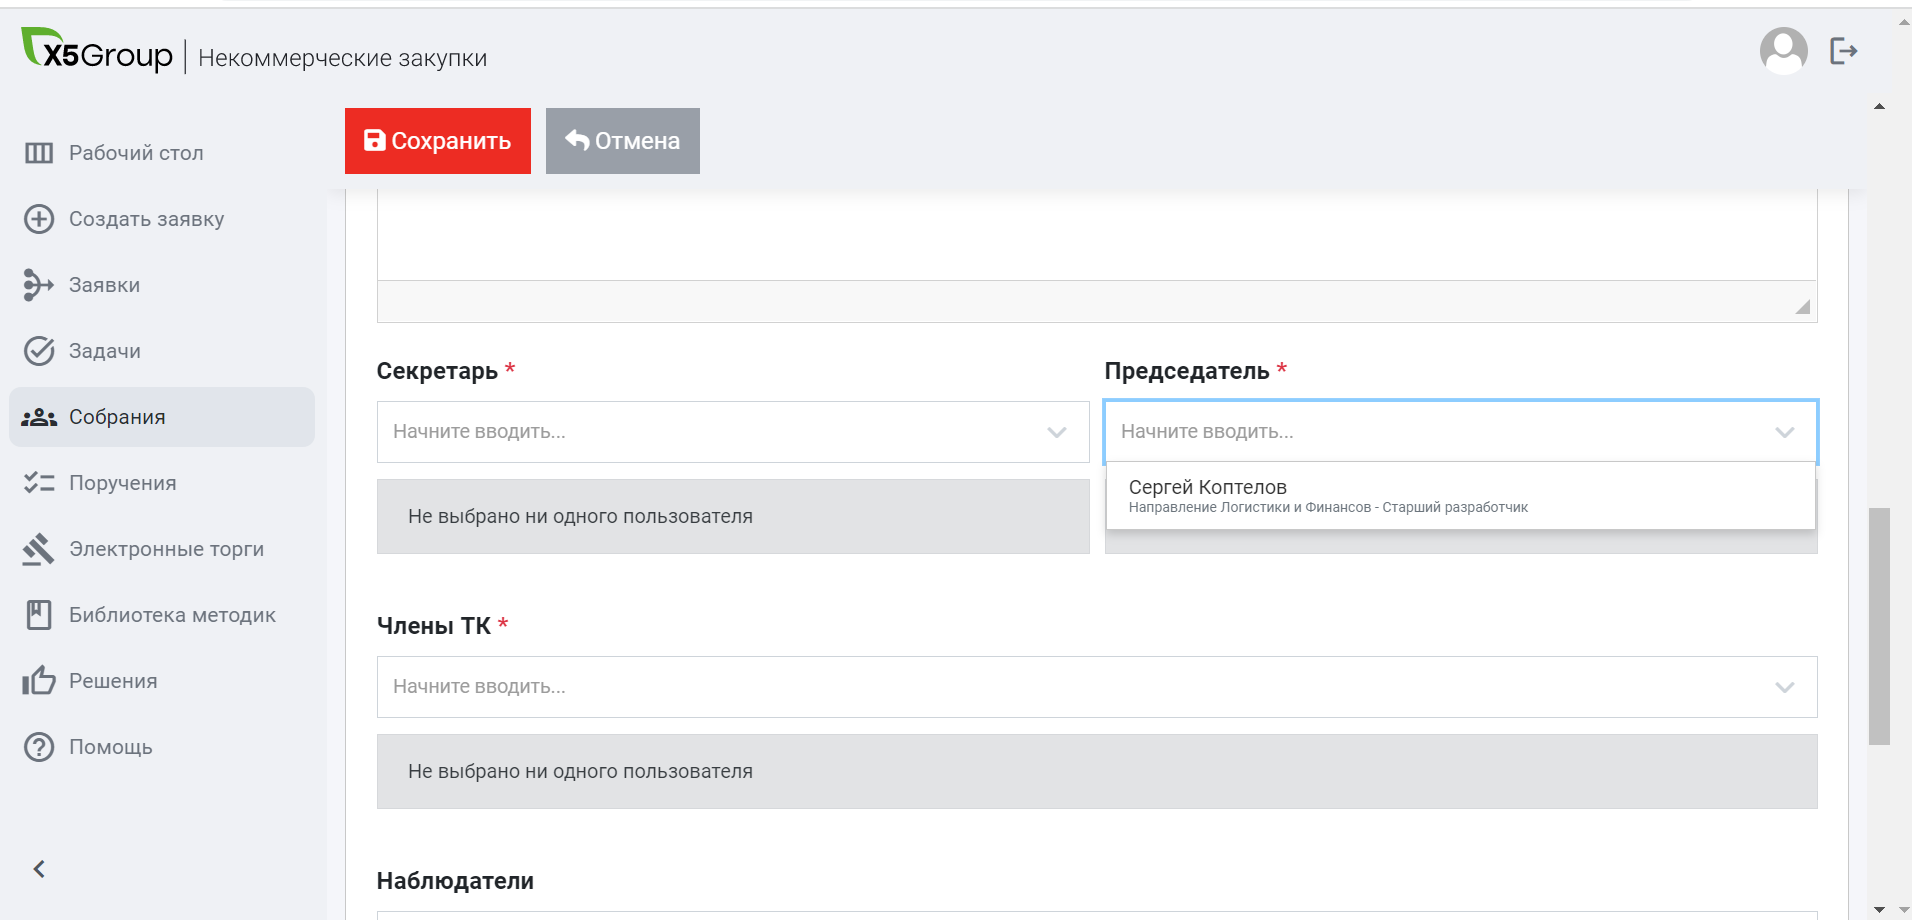 X5Group | Некоммерческие закупки
Сохранить
Отмена
Рабочий стол
Создать заявку
Заявки
Задачи
Собрания
Поручения
Электронные торги
Библиотека методик
Решения
Помощь
Секретарь *
Председатель *
Начните вводить...
Начните вводить...
Сергей Коптелов
Направление Логистики и Финансов - Старший разработчик
Не выбрано ни одного пользователя
Члены ТК *
Начните вводить...
Не выбрано ни одного пользователя
Наблюдатели